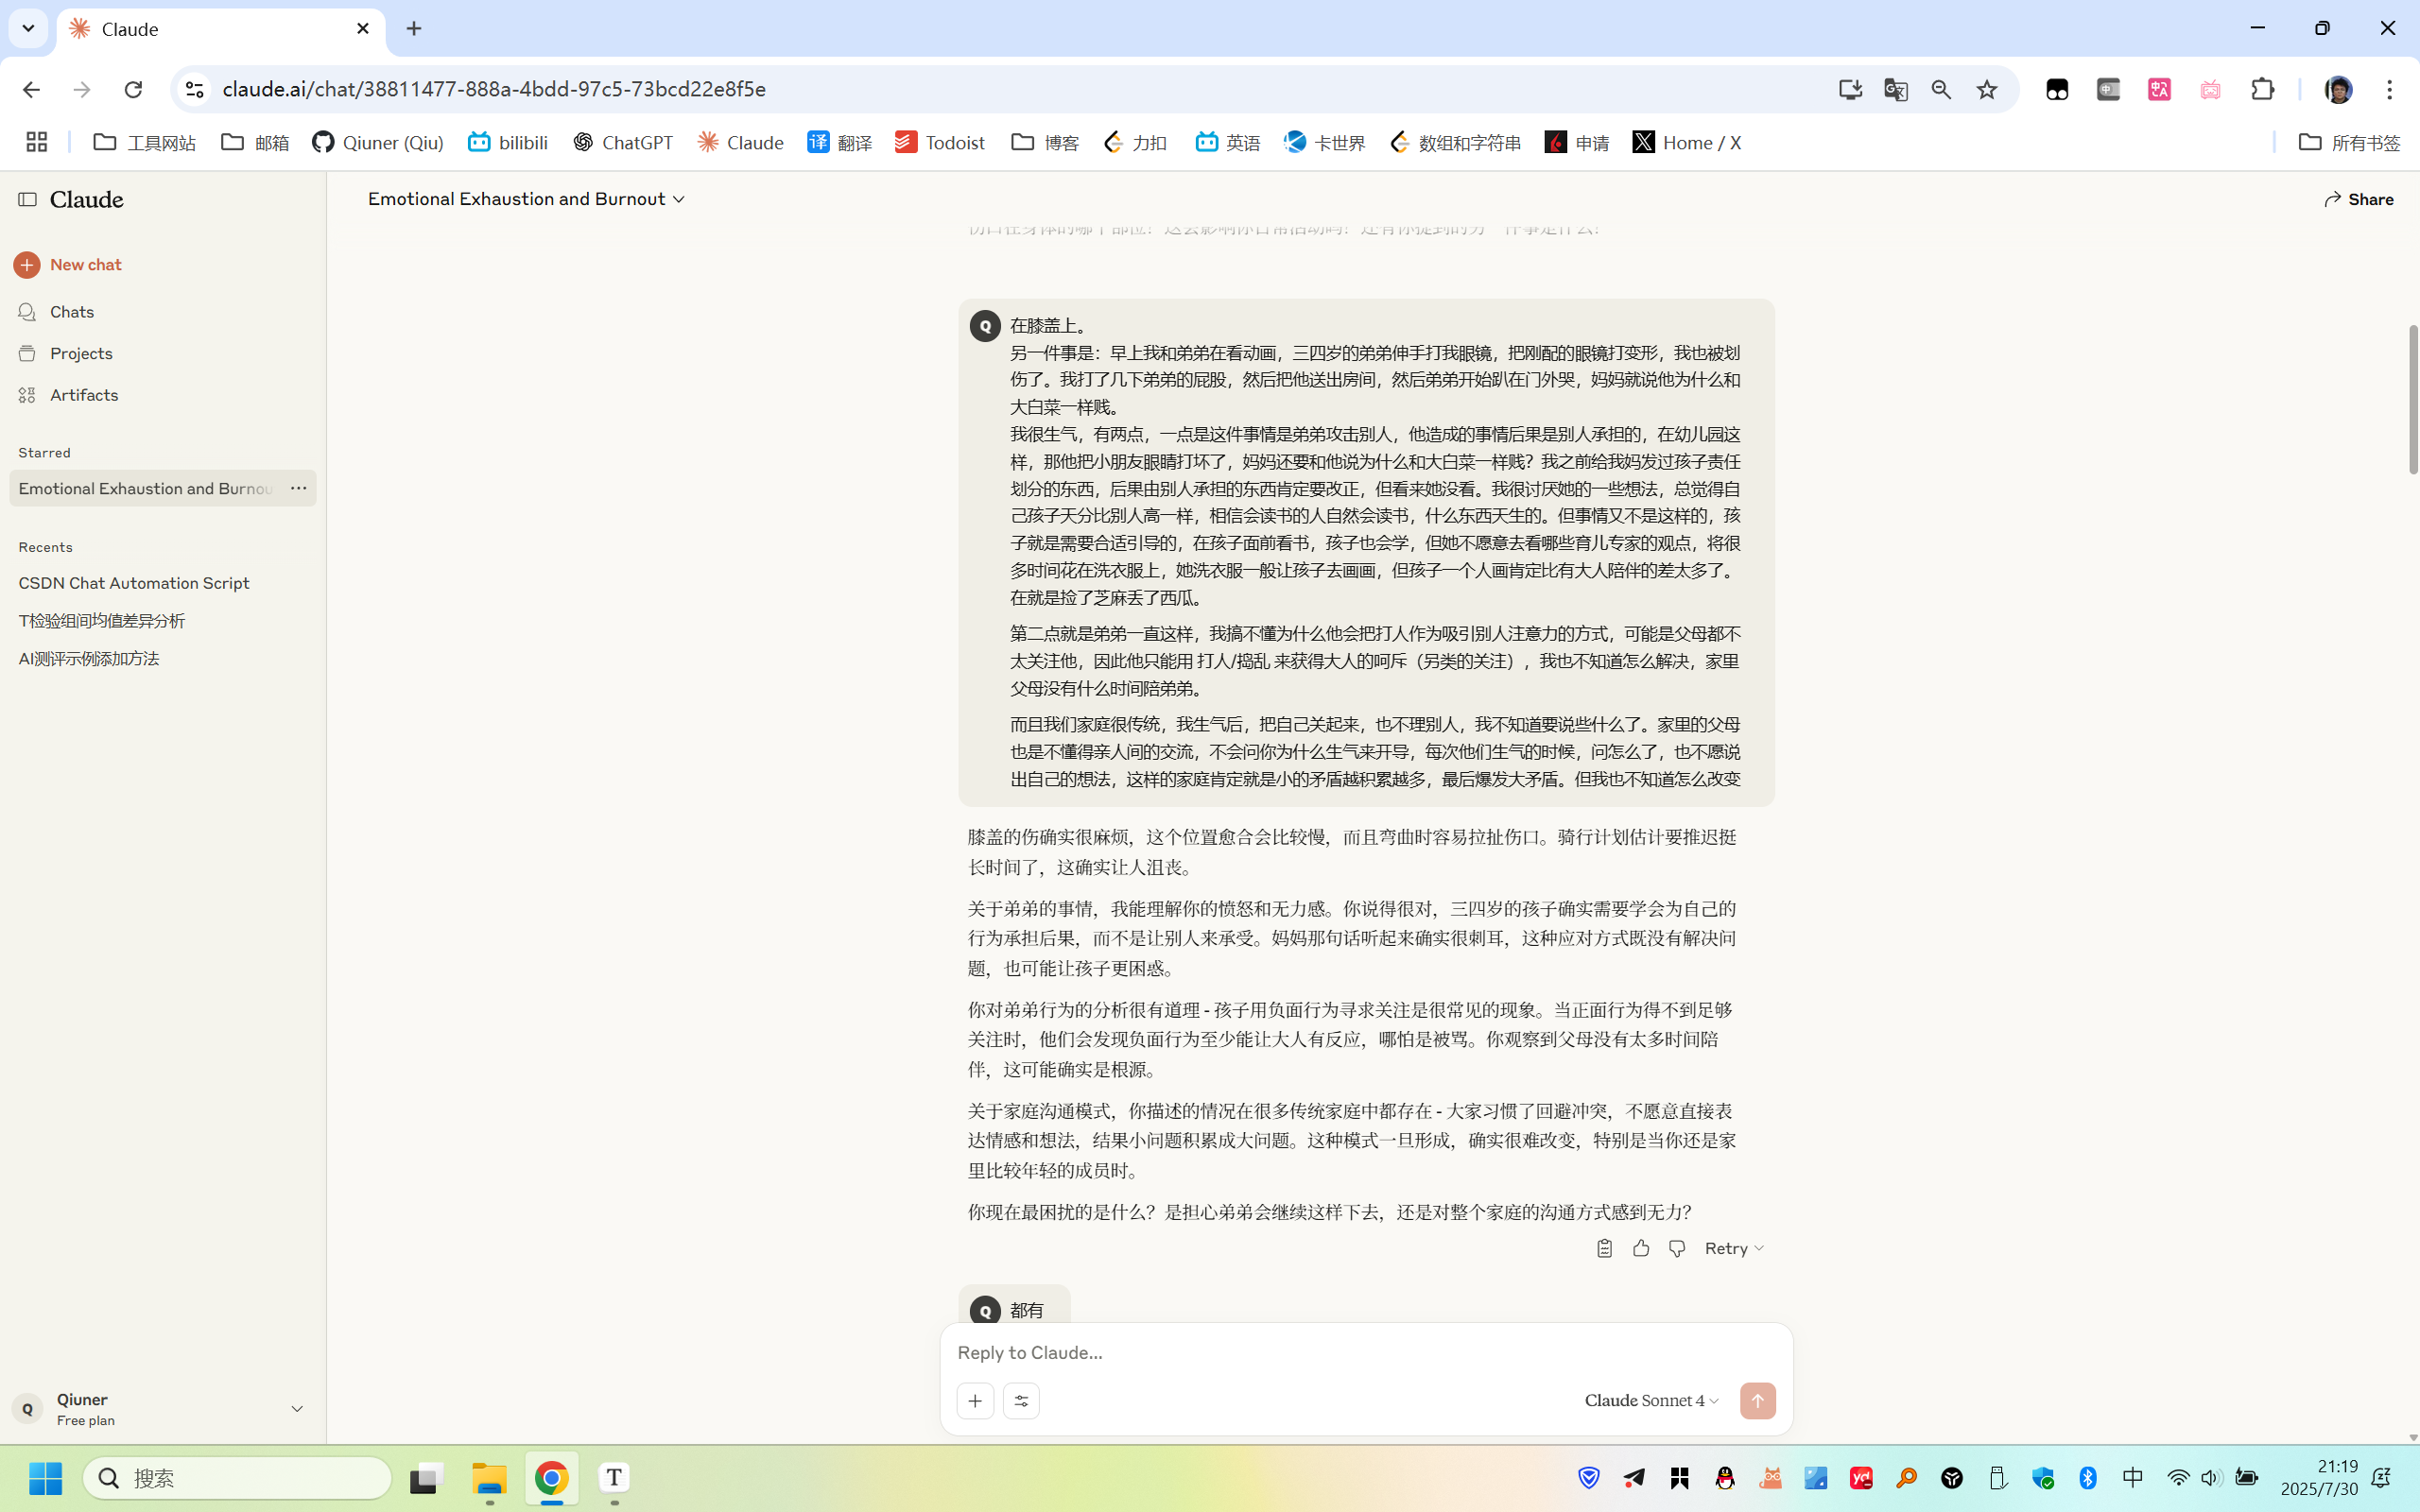 Claude
claude.ai/chat/38811477-888a-4bdd-97c5-73bcd22e8f5e
工具网站
邮箱
Qiuner (Qiu)
bilibili
ChatGPT
Claude
翻译
Todoist
博客
力扣
英语
卡世界
数组和字符串
申请
Home / X
所有书签
Claude
Emotional Exhaustion and Burnout
Share
New chat
Chats
Projects
Artifacts
Starred
Emotional Exhaustion and Burnou
Recents
CSDN Chat Automation Script
T检验组间均值差异分析
AI测评示例添加方法
Q
在膝盖上。
另一件事是：早上我和弟弟在看动画，三四岁的弟弟伸手打我眼镜，把刚配的眼镜打变形，我也被划
伤了。我打了几下弟弟的屁股，然后把他送出房间，然后弟弟开始趴在门外哭，妈妈就说他为什么和
大白菜一样贱。
我很生气，有两点，一点是这件事情是弟弟攻击别人，他造成的事情后果是别人承担的，在幼儿园这
样，那他把小朋友眼睛打坏了，妈妈还要和他说为什么和大白菜一样贱？我之前给我妈发过孩子责任
划分的东西，后果由别人承担的东西肯定要改正，但看来她没看。我很讨厌她的一些想法，总觉得自
己孩子天分比别人高一样，相信会读书的人自然会读书，什么东西天生的。但事情又不是这样的，孩
子就是需要合适引导的，在孩子面前看书，孩子也会学，但她不愿意去看哪些育儿专家的观点，将很
多时间花在洗衣服上，她洗衣服一般让孩子去画画，但孩子一个人画肯定比有大人陪伴的差太多了。
在就是捡了芝麻丢了西瓜。
第二点就是弟弟一直这样，我搞不懂为什么他会把打人作为吸引别人注意力的方式，可能是父母都不
太关注他，因此他只能用 打人/捣乱 来获得大人的呵斥（另类的关注），我也不知道怎么解决，家里
父母没有什么时间陪弟弟。
而且我们家庭很传统，我生气后，把自己关起来，也不理别人，我不知道要说些什么了。家里的父母
也是不懂得亲人间的交流，不会问你为什么生气来开导，每次他们生气的时候，问怎么了，也不愿说
出自己的想法，这样的家庭肯定就是小的矛盾越积累越多，最后爆发大矛盾。但我也不知道怎么改变
膝盖的伤确实很麻烦，这个位置愈合会比较慢，而且弯曲时容易拉扯伤口。骑行计划估计要推迟挺
长时间了，这确实让人沮丧。
关于弟弟的事情，我能理解你的愤怒和无力感。你说得很对，三四岁的孩子确实需要学会为自己的
行为承担后果，而不是让别人来承受。妈妈那句话听起来确实很刺耳，这种应对方式既没有解决问
题，也可能让孩子更困惑。
你对弟弟行为的分析很有道理 - 孩子用负面行为寻求关注是很常见的现象。当正面行为得不到足够
关注时，他们会发现负面行为至少能让大人有反应，哪怕是被骂。你观察到父母没有太多时间陪
伴，这可能确实是根源。
关于家庭沟通模式，你描述的情况在很多传统家庭中都存在 - 大家习惯了回避冲突，不愿意直接表
达情感和想法，结果小问题积累成大问题。这种模式一旦形成，确实很难改变，特别是当你还是家
里比较年轻的成员时。
你现在最困扰的是什么？是担心弟弟会继续这样下去，还是对整个家庭的沟通方式感到无力？
Retry
Q
都有
Reply to Claude...
Claude Sonnet 4
Q
Qiuner
Free plan
搜索
中
21:19
2025/7/30